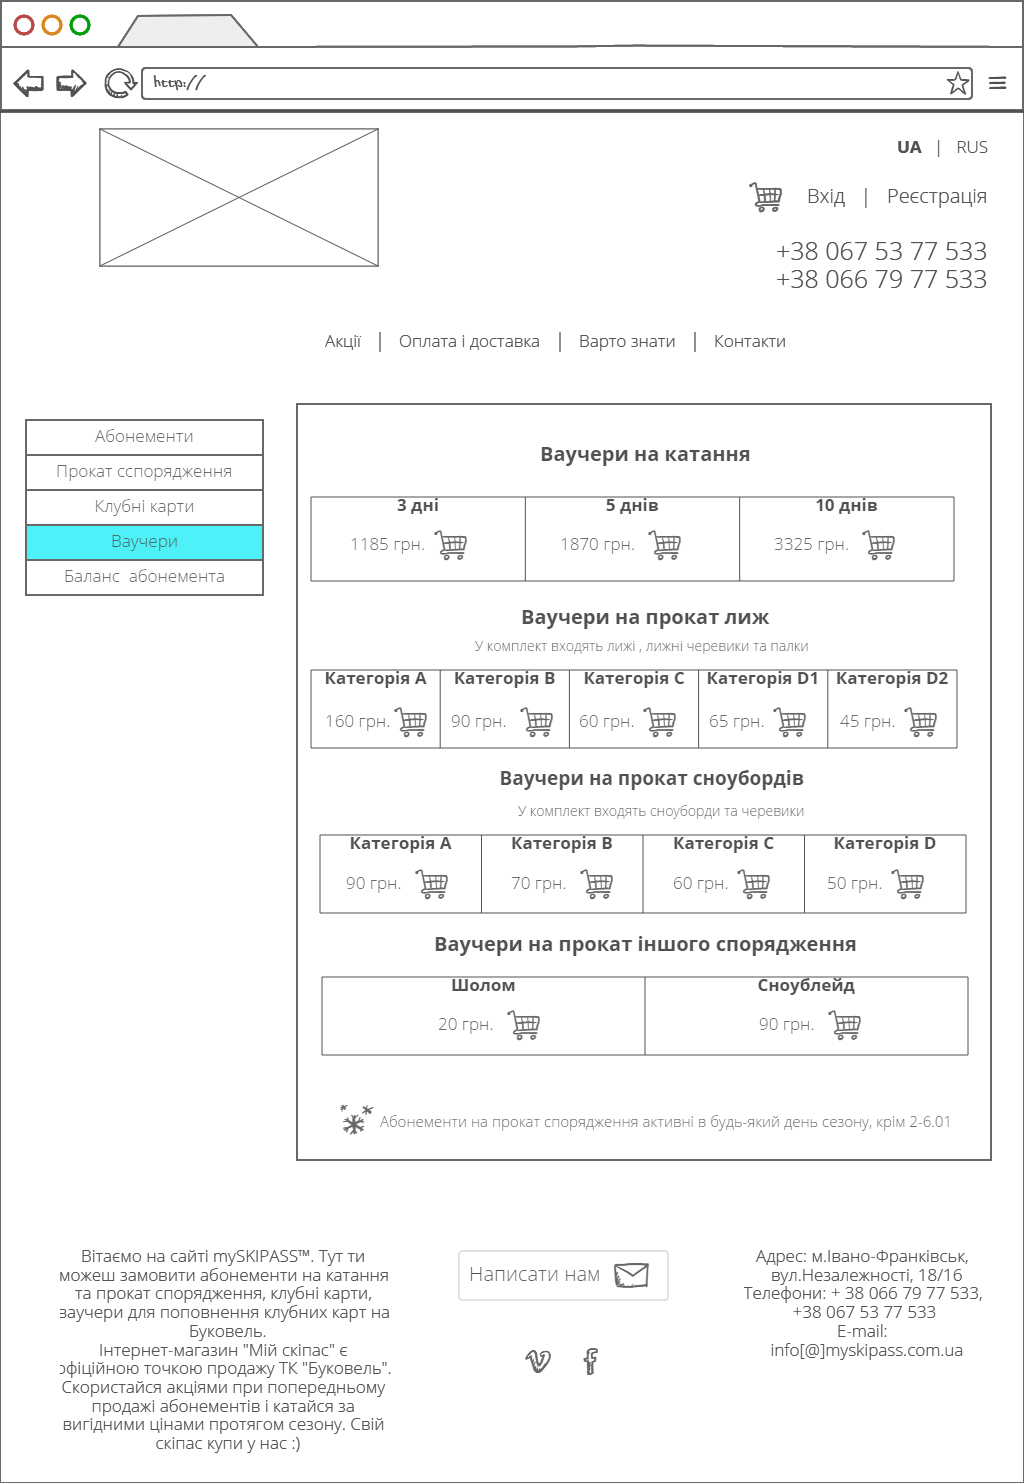 http://
UA | RUS
Вхід | Реєстрація
+38 067 53 77 533
+38 066 79 77 533
Акції | Оплата і доставка | Варто знати | Контакти
Абонементи
Прокат сспорядження
Клубні карти
Ваучери
Баланс абонемента
Ваучери на катання
3 дні 5 днів 10 днів
1185 грн. 1870 грн. 3325 грн.
Ваучери на прокат лиж
У комплект входять лижі , лижні черевики та палки
Категорія A Категорія B Категорія C Категорія D1 Категорія D2
160 грн. 90 грн. 60 грн. 65 грн. 45 грн.
Ваучери на прокат сноубордів
У комплект входять сноуборди та черевики
Категорія A Категорія B Категорія C Категорія D
90 грн. 70 грн. 60 грн. 50 грн.
Ваучери на прокат іншого спорядження
Шолом Сноублейд
20 грн. 90 грн.
Абонементи на прокат спорядження активні в будь-який день сезону, крім 2-6.01
Вітаємо на сайті mySKIPASS™. Тут ти
можеш замовити абонементи на катання
та прокат спорядження, клубні карти,
ваучери для поповнення клубних карт на
Буковель.
Інтернет-магазин "Мій скіпас" є
офіційною точкою продажу ТК "Буковель".
Скористайся акціями при попередньому
продажі абонементів і катайся за
вигідними цінами протягом сезону. Свій
скіпас купи у нас :)
Написати нам
Адрес: м.Івано-Франківськ,
вул.Незалежності, 18/16
Телефони: + 38 066 79 77 533,
+38 067 53 77 533
E-mail:
info[@]myskipass.com.ua